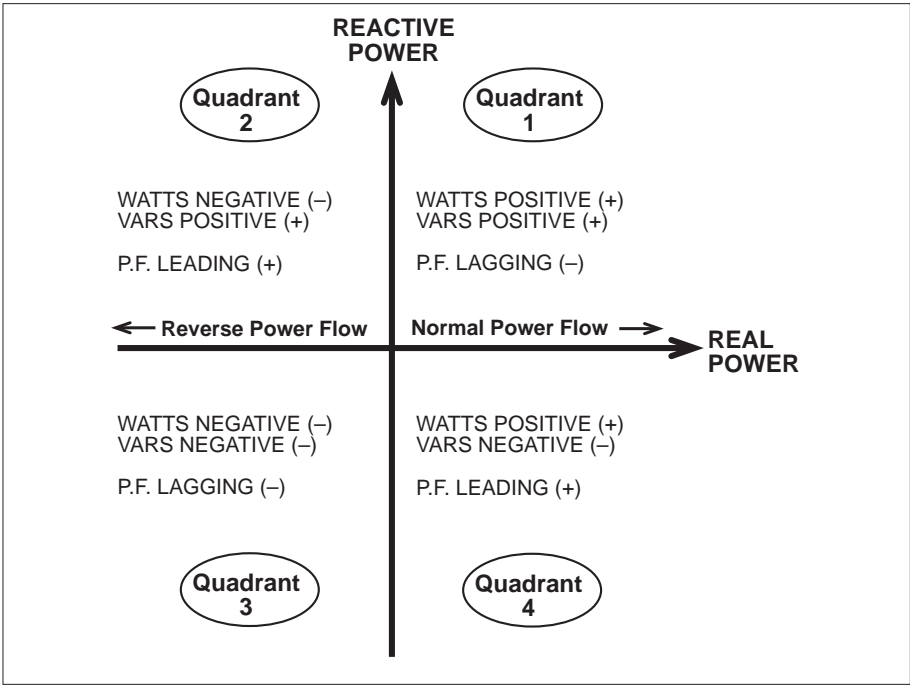 REACTIVE
POWER
Quadrant
2
Quadrant
1
WATTS NEGATIVE (–)
VARS POSITIVE (+)
P.F. LEADING (+)
WATTS POSITIVE (+)
VARS POSITIVE (+)
P.F. LAGGING (–)
Reverse Power Flow
Normal Power Flow
REAL
POWER
WATTS NEGATIVE (–)
VARS NEGATIVE (–)
P.F. LAGGING (–)
WATTS POSITIVE (+)
VARS NEGATIVE (–)
P.F. LEADING (+)
Quadrant
3
Quadrant
4